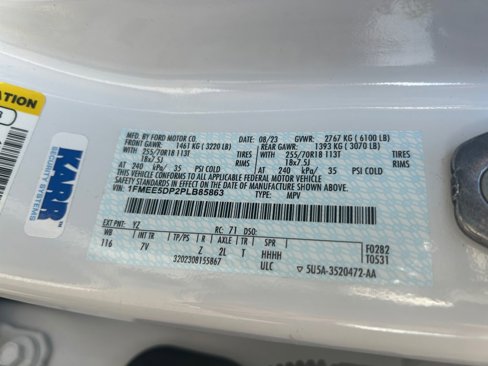 MFD. BY FORD MOTOR CO. DATE: 08/23 GVWR: 2767 KG (6100 LB)
FRONT GAWR: 1461 KG (3220 LB) REAR GAWR: 1393 KG (3070 LB)
WITH 255/70R18 113T TIRES WITH 255/70R18 113T TIRES
18x7.5J RIMS 18x7.5J RIMS
AT 240 kPa/ 35 PSI COLD AT 240 kPa/ 35 PSI COLD
THIS VEHICLE CONFORMS TO ALL APPLICABLE FEDERAL MOTOR VEHICLE
SAFETY STANDARDS IN EFFECT ON THE DATE OF MANUFACTURE SHOWN ABOVE.
VIN: 1FMEE5DP2PLB85863 TYPE: MPV
EXT PNT: YZ RC: 71 DSO:
WB INT TR TP/PS R AXLE TR SPR F0282
116 7V Z 2L T HHHH T0531
3202308155867 ULC 5U5A-3520472-AA
KARR
SECURITY SYSTEMS